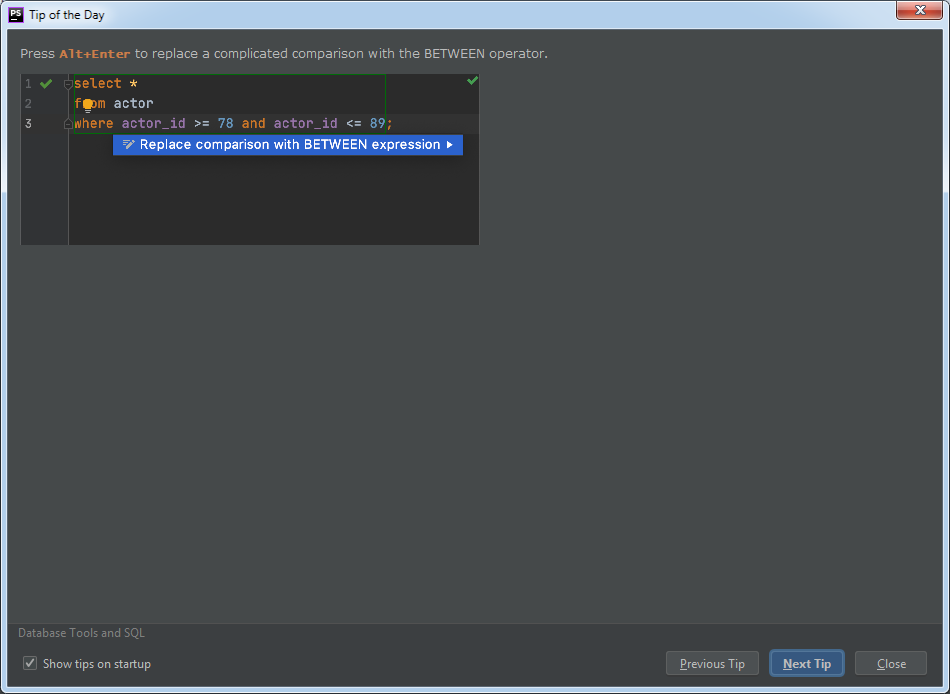 PS Tip of the Day
Press Alt+Enter to replace a complicated comparison with the BETWEEN operator.
1 select *
2 from actor
3 where actor_id >= 78 and actor_id <= 89;
Replace comparison with BETWEEN expression
Database Tools and SQL
Show tips on startup
Previous Tip
Next Tip
Close